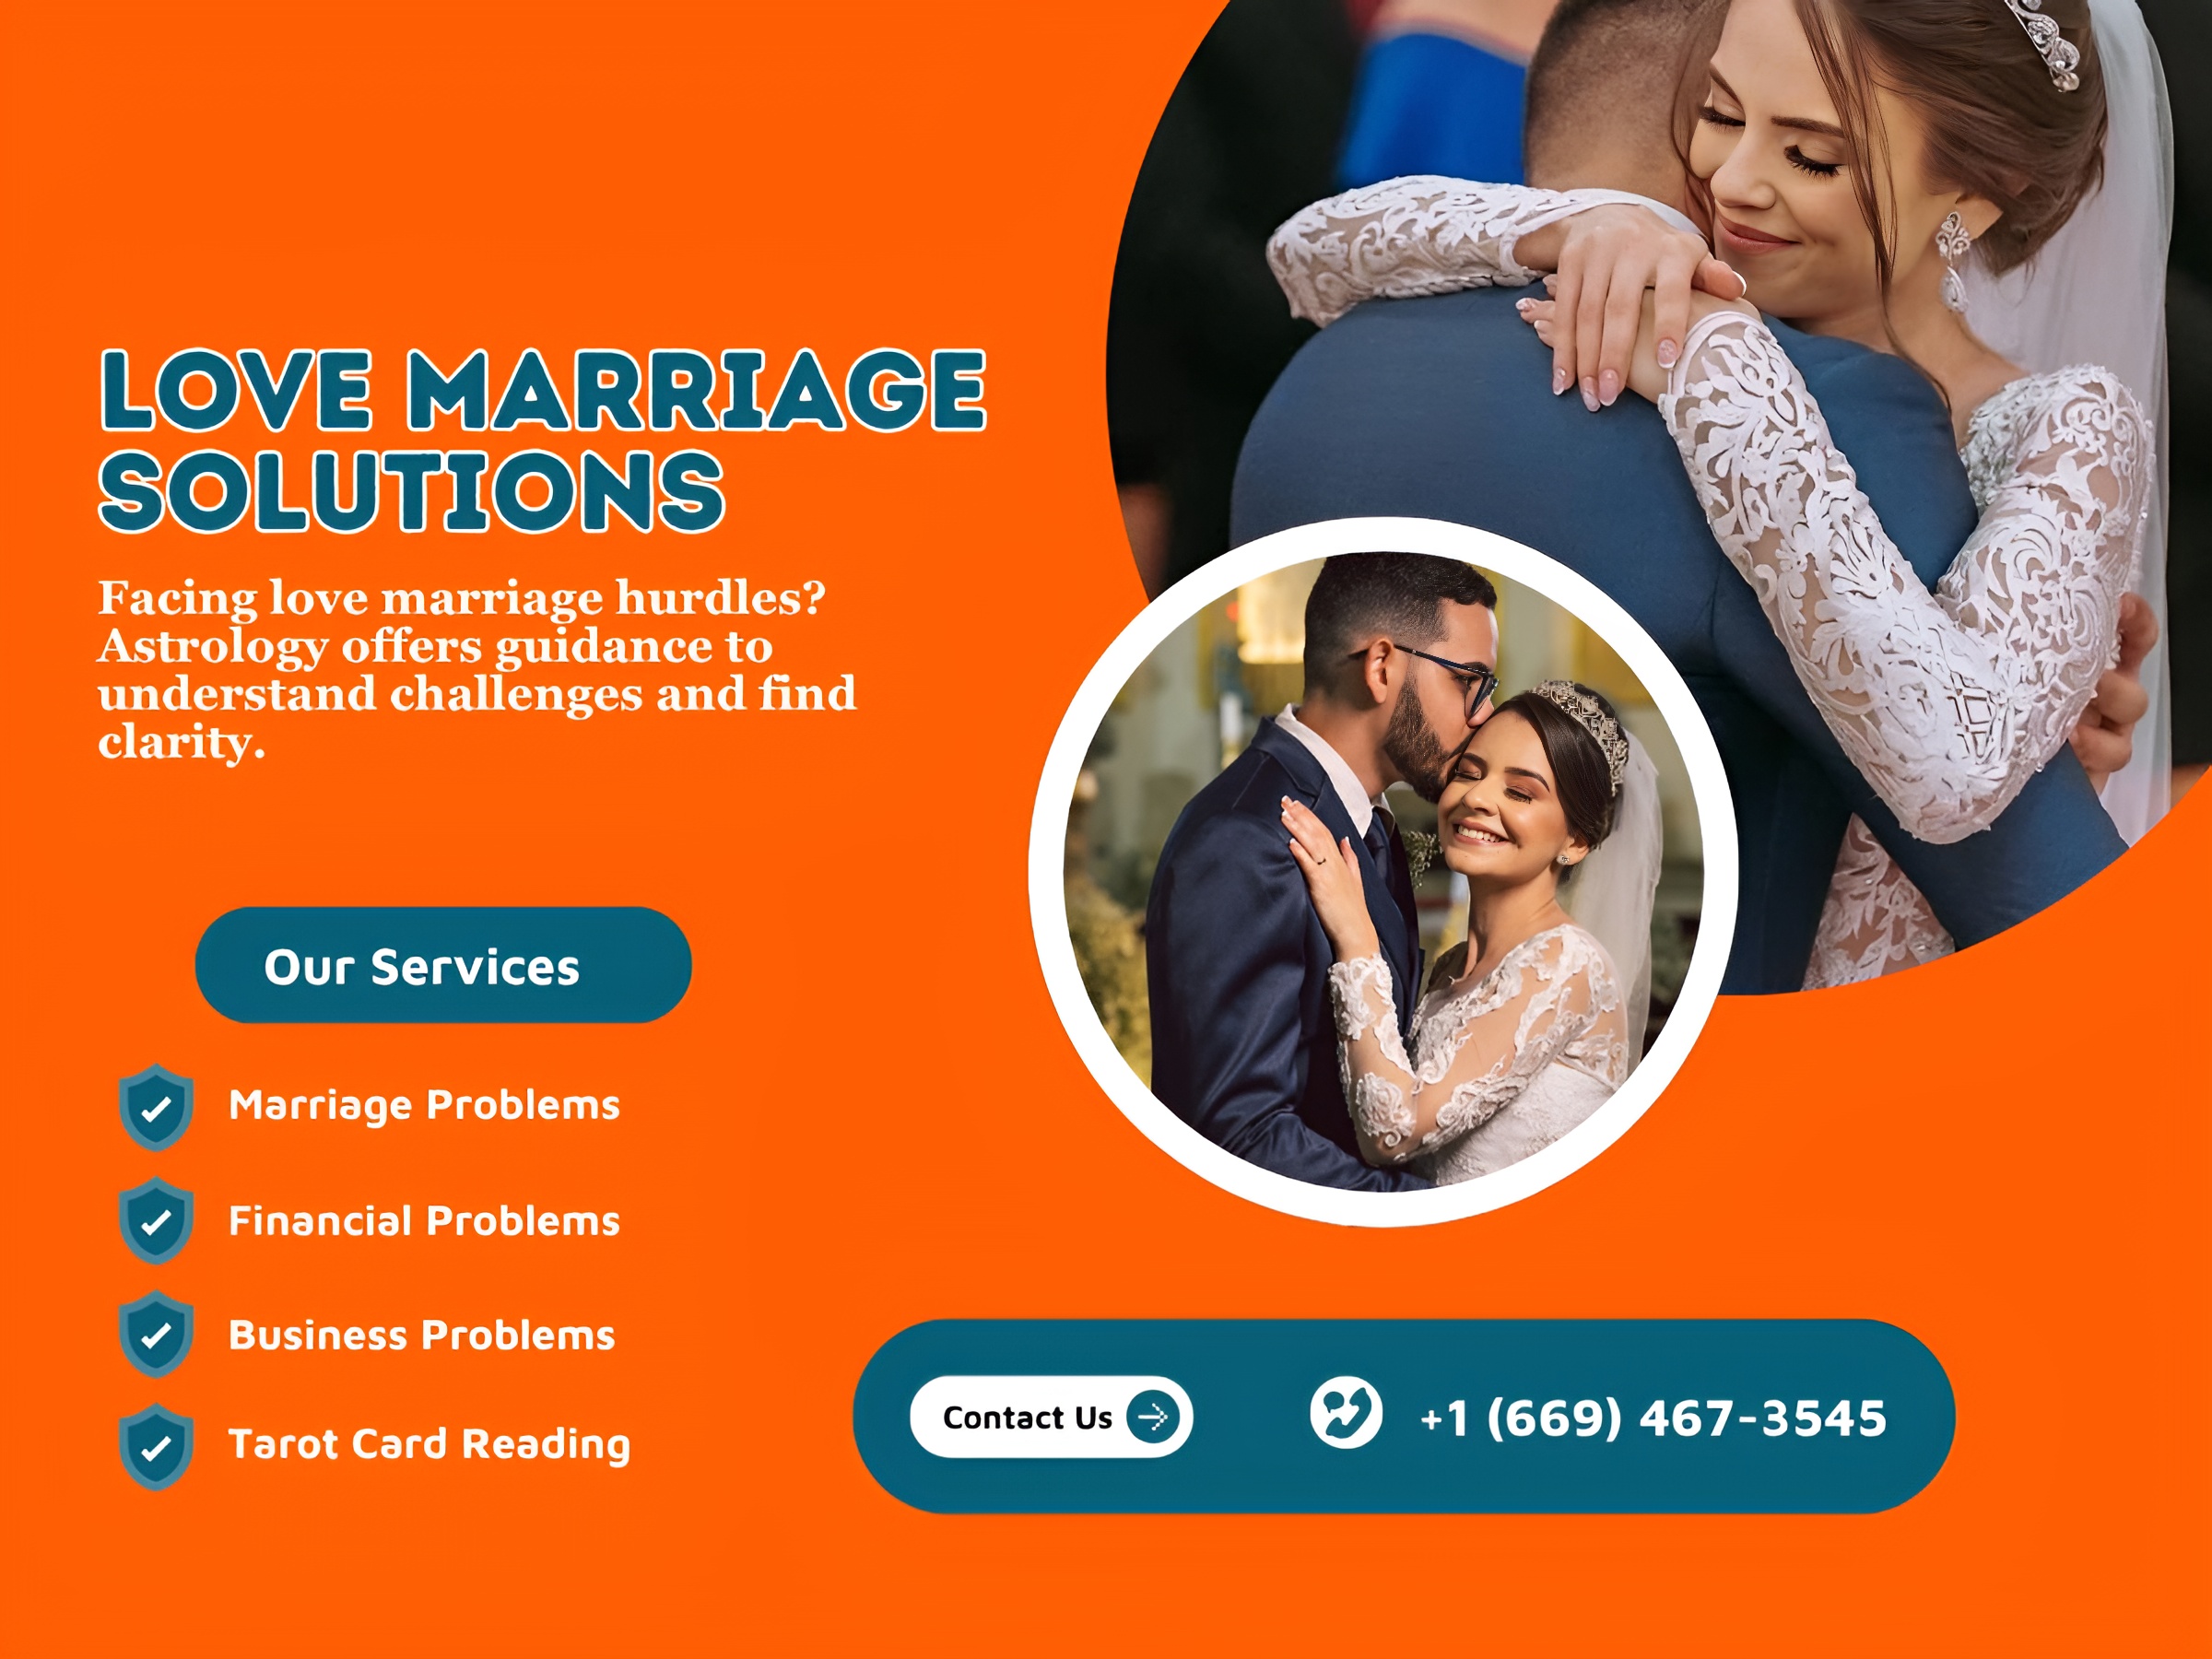 LOVE MARRIAGE
SOLUTIONS
Facing love marriage hurdles?
Astrology offers guidance to
understand challenges and find
clarity.
Our Services
Marriage Problems
Financial Problems
Business Problems
Tarot Card Reading
Contact Us
+1 (669) 467-3545